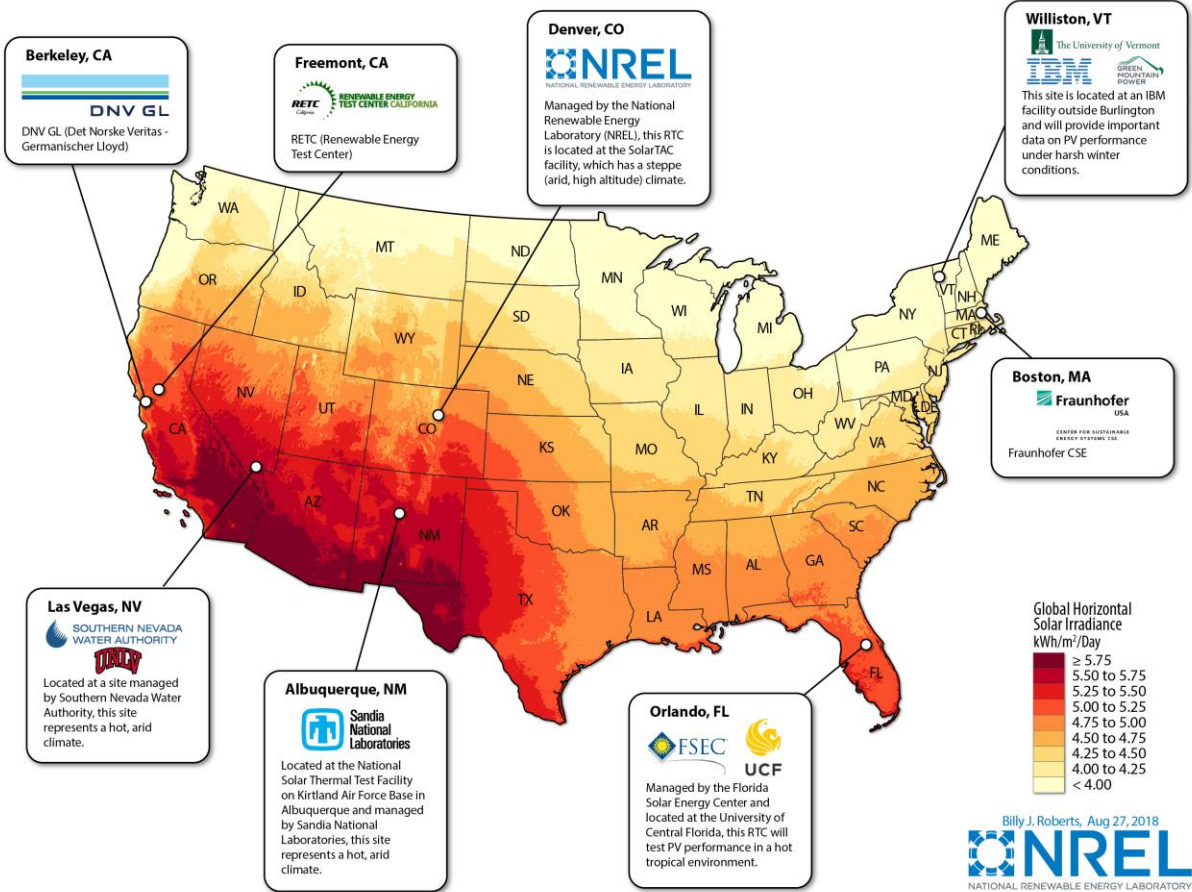 Berkeley, CA
DNV GL
DNV GL (Det Norske Veritas -
Germanischer Lloyd)
Freemont, CA
RETC
California
RENEWABLE ENERGY
TEST CENTER CALIFORNIA
RETC (Renewable Energy
Test Center)
Denver, CO
NREL
NATIONAL RENEWABLE ENERGY LABORATORY
Managed by the National
Renewable Energy
Laboratory (NREL), this RTC
is located at the SolarTAC
facility, which has a steppe
(arid, high altitude) climate.
Williston, VT
The University of Vermont
IBM
GREEN
MOUNTAIN
POWER
This site is located at an IBM
facility outside Burlington
and will provide important
data on PV performance
under harsh winter
conditions.
WA
MT
ND
MN
ME
OR
ID
WY
SD
WI
MI
NY
VT
NH
MA
CT
RI
NV
UT
CO
NE
IA
IL
IN
OH
PA
NJ
MD
DE
CA
KS
MO
KY
WV
VA
AZ
NM
OK
AR
TN
NC
SC
TX
LA
MS
AL
GA
FL
Boston, MA
Fraunhofer
USA
CENTER FOR SUSTAINABLE
ENERGY SYSTEMS CSE
Fraunhofer CSE
Las Vegas, NV
SOUTHERN NEVADA
WATER AUTHORITY
UNLV
Located at a site managed
by Southern Nevada Water
Authority, this site
represents a hot, arid
climate.
Albuquerque, NM
Sandia
National
Laboratories
Located at the National
Solar Thermal Test Facility
on Kirtland Air Force Base in
Albuquerque and managed
by Sandia National
Laboratories, this site
represents a hot, arid
climate.
Orlando, FL
FSEC
UCF
Managed by the Florida
Solar Energy Center and
located at the University of
Central Florida, this RTC will
test PV performance in a hot
tropical environment.
Global Horizontal
Solar Irradiance
kWh/m²/Day
≥ 5.75
5.50 to 5.75
5.25 to 5.50
5.00 to 5.25
4.75 to 5.00
4.50 to 4.75
4.25 to 4.50
4.00 to 4.25
< 4.00
Billy J. Roberts, Aug 27, 2018
NREL
NATIONAL RENEWABLE ENERGY LABORATORY